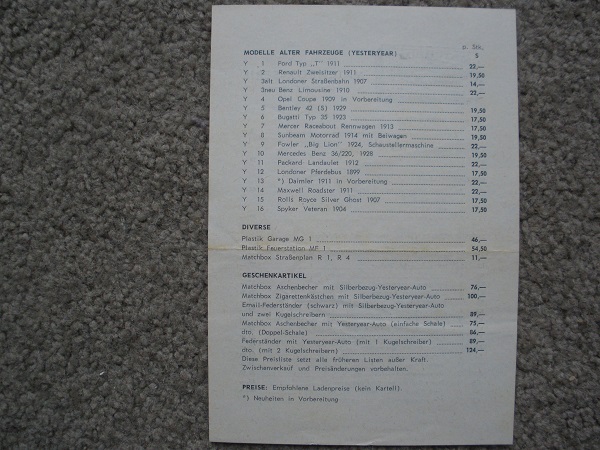 p. Stk.
MODELLE ALTER FAHRZEUGE (YESTERYEAR) S
Y 1 Ford Typ „T" 1911 22,—
Y 2 Renault Zweisitzer 1911 19,50
Y 3alt Londoner Straßenbahn 1907 14,—
Y 3neu Benz Limousine 1910 22,—
Y 4 Opel Coupe 1909 in Vorbereitung
Y 5 Bentley 42 (S) 1929 19,50
Y 6 Bugatti Typ 35 1923 17,50
Y 7 Mercer Raceabout Rennwagen 1913 17,50
Y 8 Sunbeam Motorrad 1914 mit Beiwagen 19,50
Y 9 Fowler „Big Lion" 1924, Schaustellermaschine 22,—
Y 10 Mercedes Benz 36/220, 1928 19,50
Y 11 Packard Landaulet 1912 22,—
Y 12 Londoner Pferdebus 1899 17,50
Y 13 *) Daimler 1911 in Vorbereitung 22,—
Y 14 Maxwell Roadster 1911 22,—
Y 15 Rolls Royce Silver Ghost 1907 17,50
Y 16 Spyker Veteran 1904 17,50
DIVERSE
Plastik Garage MG 1 46,—
Plastik Feuerstation MF 1 54,50
Matchbox Straßenplan R 1, R 4 11,—
GESCHENKARTIKEL
Matchbox Aschenbecher mit Silberbezug-Yesteryear-Auto 76,—
Matchbox Zigarettenkästchen mit Silberbezug-Yesteryear-Auto 100,—
Email-Federständer (schwarz) mit Silberbezug-Yesteryear-Auto
und zwei Kugelschreibern 89,—
Matchbox Aschenbecher mit Yesteryear-Auto (einfache Schale) 75,—
dto. (Doppel-Schale) 86,—
Federständer mit Yesteryear-Auto (mit 1 Kugelschreiber) 89,—
dto. (mit 2 Kugelschreibern) 124,—
Diese Preisliste setzt alle früheren Listen außer Kraft.
Zwischenverkauf und Preisänderungen vorbehalten.
PREISE: Empfohlene Ladenpreise (kein Kartell).
*) Neuheiten in Vorbereitung